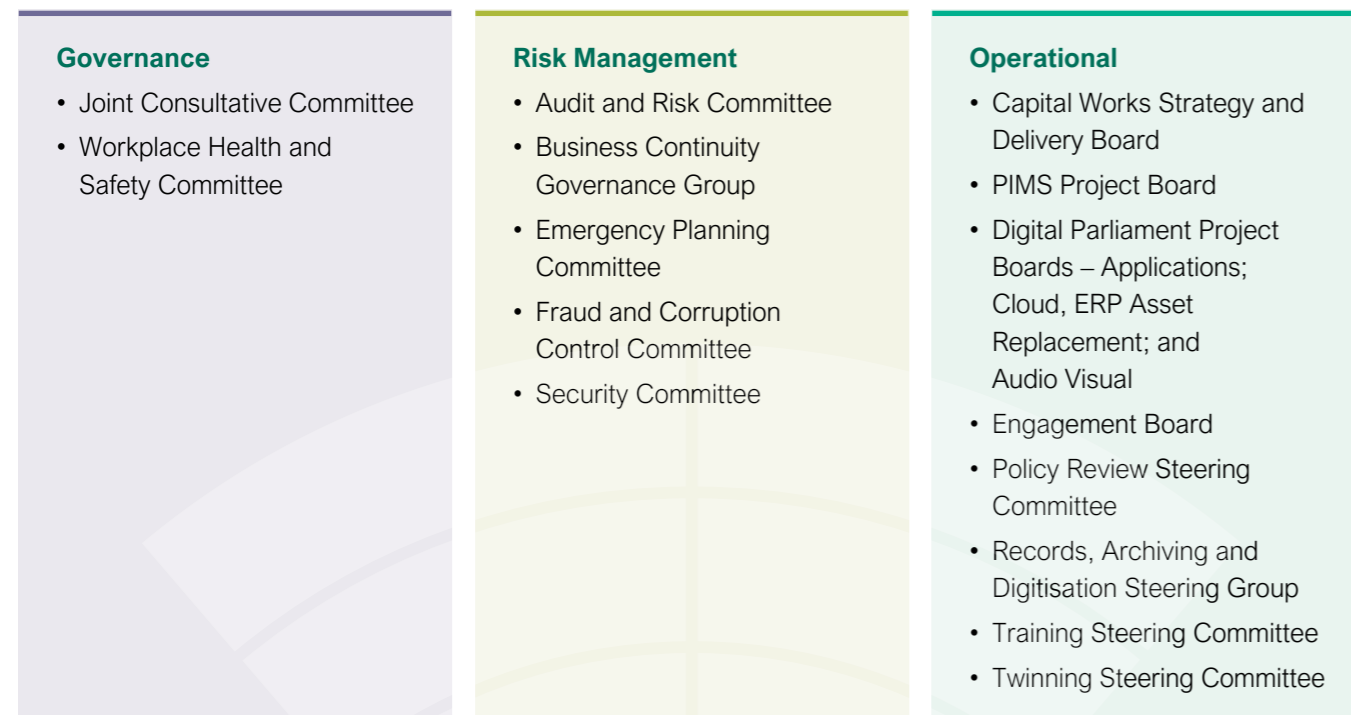 Governance
• Joint Consultative Committee
• Workplace Health and
Safety Committee
Risk Management
• Audit and Risk Committee
• Business Continuity
Governance Group
• Emergency Planning
Committee
• Fraud and Corruption
Control Committee
• Security Committee
Operational
• Capital Works Strategy and
Delivery Board
• PIMS Project Board
• Digital Parliament Project
Boards – Applications;
Cloud, ERP Asset
Replacement; and
Audio Visual
• Engagement Board
• Policy Review Steering
Committee
• Records, Archiving and
Digitisation Steering Group
• Training Steering Committee
• Twinning Steering Committee